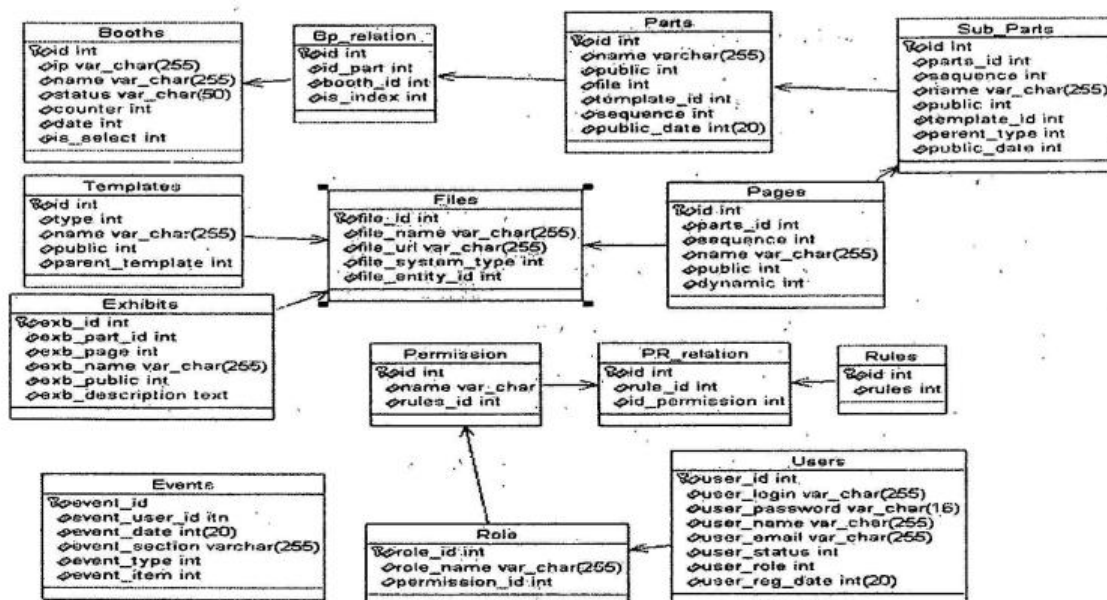 Booths
id int
ip var_char(255)
name var_char(255)
status var_char(50)
counter int
date int
is_select int
Bp_relation
id int
id_part int
booth_id int
is_index int
Parts
id int
name varchar(255)
public int
file int
template_id int
sequence int
public_date int(20)
Sub_Parts
id int
parts_id int
sequence int
name var_char(255)
public int
template_id int
perent_type int
public_date int
Templates
id int
type int
name var_char(255)
public int
parent_template int
Files
file_id int
file_name var_char(255)
file_url var_char(255)
file_system_type int
file_entity_id int
Pages
id int
parts_id int
sequence int
name var_char(255)
public int
dynamic int
Exhibits
exb_id int
exb_part_id int
exb_page int
exb_name var_char(255)
exb_public int
exb_description text
Permission
id int
name var_char
rules_id int
PR_relation
id int
rule_id int
id_permission int
Rules
id int
rules int
Events
event_id
event_user_id itn
event_date int(20)
event_section varchar(255)
event_type int
event_item int
Role
role_id int
role_name var_char(255)
permission_id int
Users
user_id int
user_login var_char(255)
user_password var_char(16)
user_name var_char(255)
user_email var_char(255)
user_status int
user_role int
user_reg_date int(20)